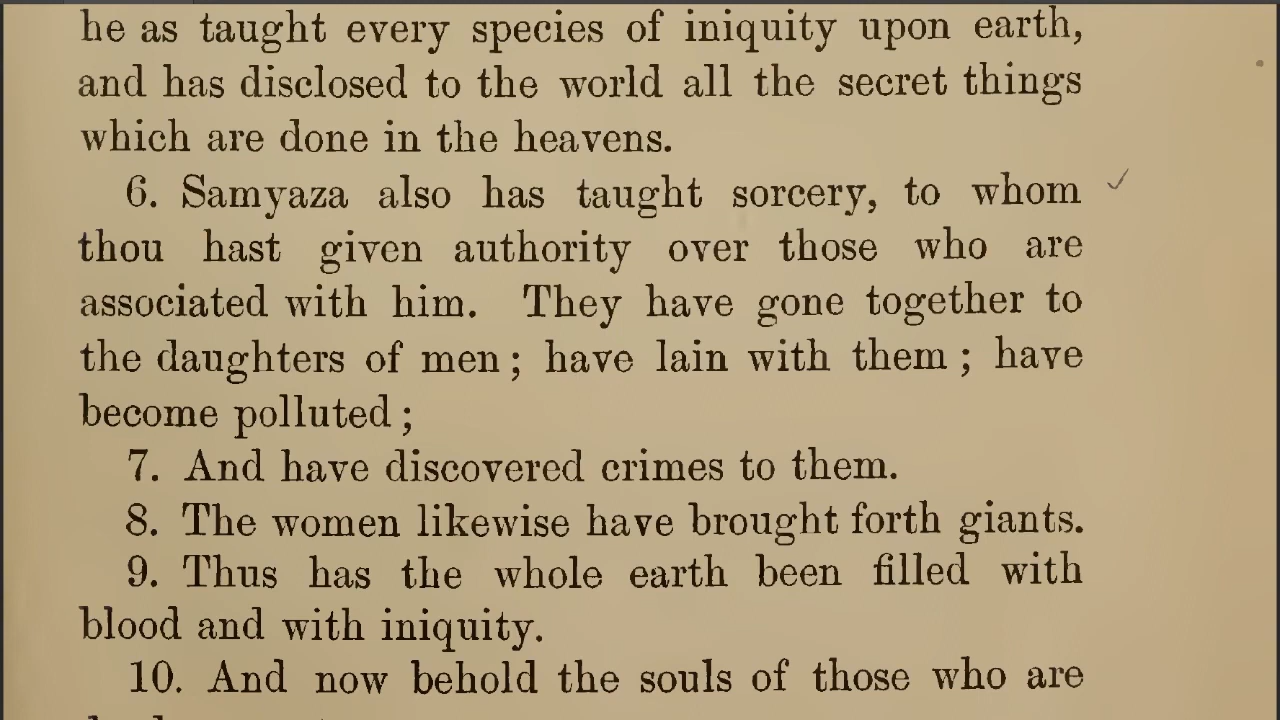 he as taught every species of iniquity upon earth,
and has disclosed to the world all the secret things
which are done in the heavens.
6. Samyaza also has taught sorcery, to whom
thou hast given authority over those who are
associated with him. They have gone together to
the daughters of men; have lain with them; have
become polluted;
7. And have discovered crimes to them.
8. The women likewise have brought forth giants.
9. Thus has the whole earth been filled with
blood and with iniquity.
10. And now behold the souls of those who are